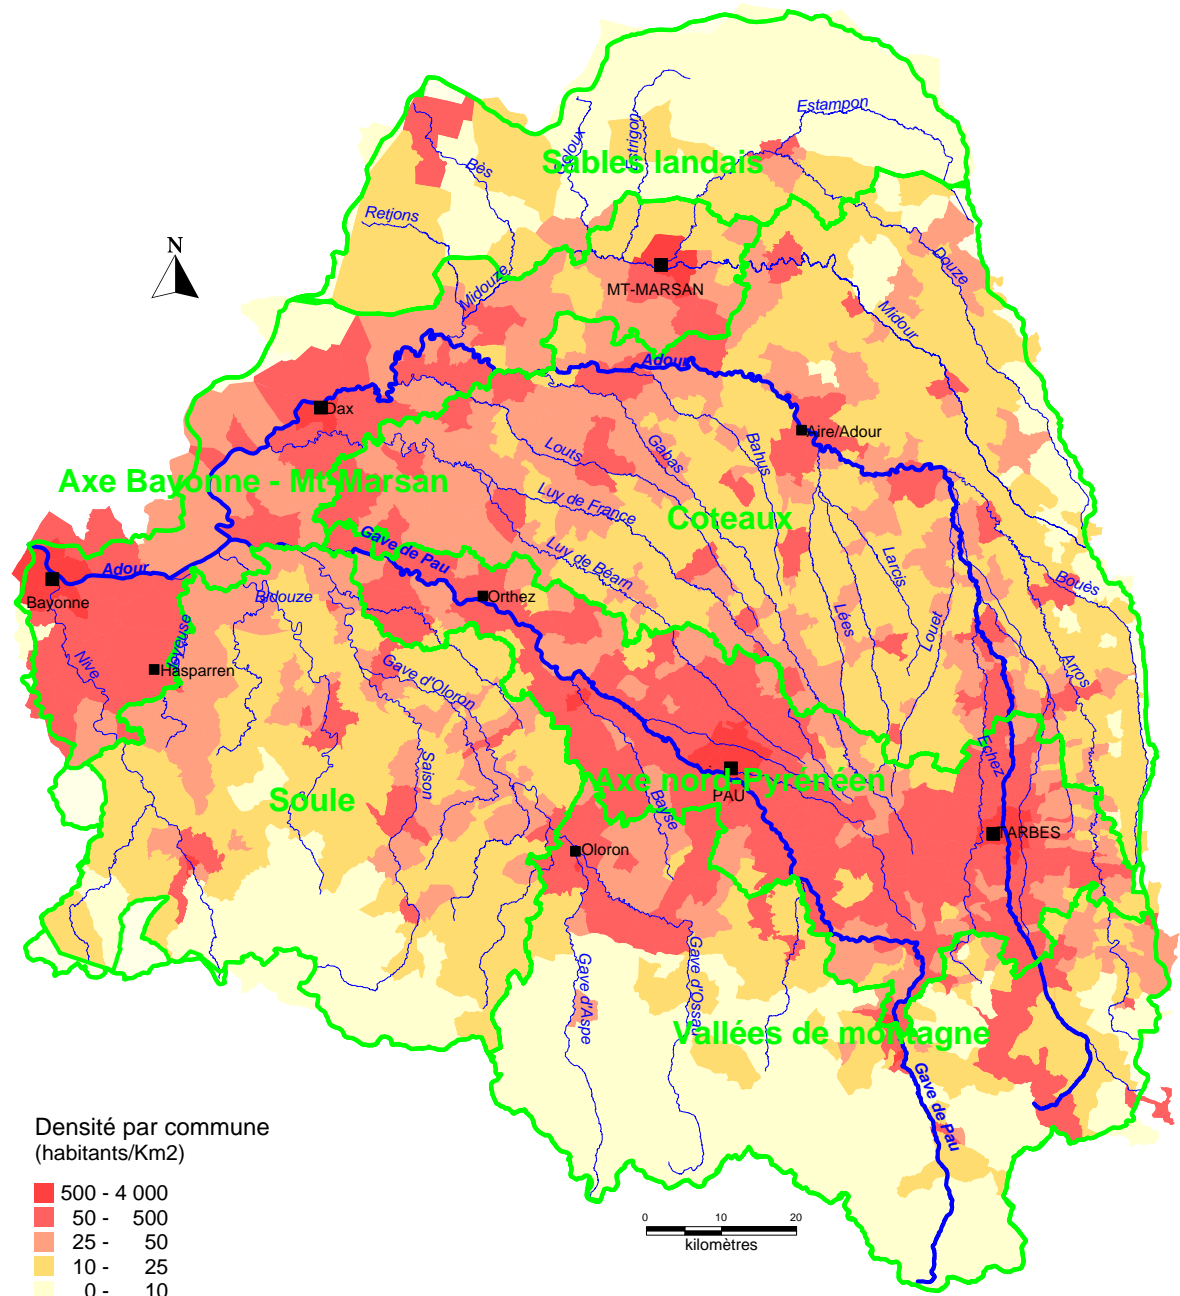 Estampon
Estrigon
Sables landais
Bès
Retjons
N
Douze
Midouze
MT-MARSAN
Midour
Adour
Dax
Aire/Adour
Louts
Gabas
Bahus
Axe Bayonne - Mt-Marsan
Luy de France
Coteaux
Gave de Pau
Luy de Béarn
Larcis
Adour
Bouès
Bayonne
Bidouze
Orthez
Lées
Louet
Nive
Hasparren
Gave d'Oloron
Arros
Saison
Echez
Axe nord-Pyrénéen
PAU
Soule
Bayse
TARBES
Oloron
Gave d'Aspe
Gave d'Ossau
Vallées de montagne
Gave de Pau
Densité par commune
(habitants/Km2)
500 - 4 000
50 - 500
25 - 50
10 - 25
0 - 10
0 10 20
kilomètres